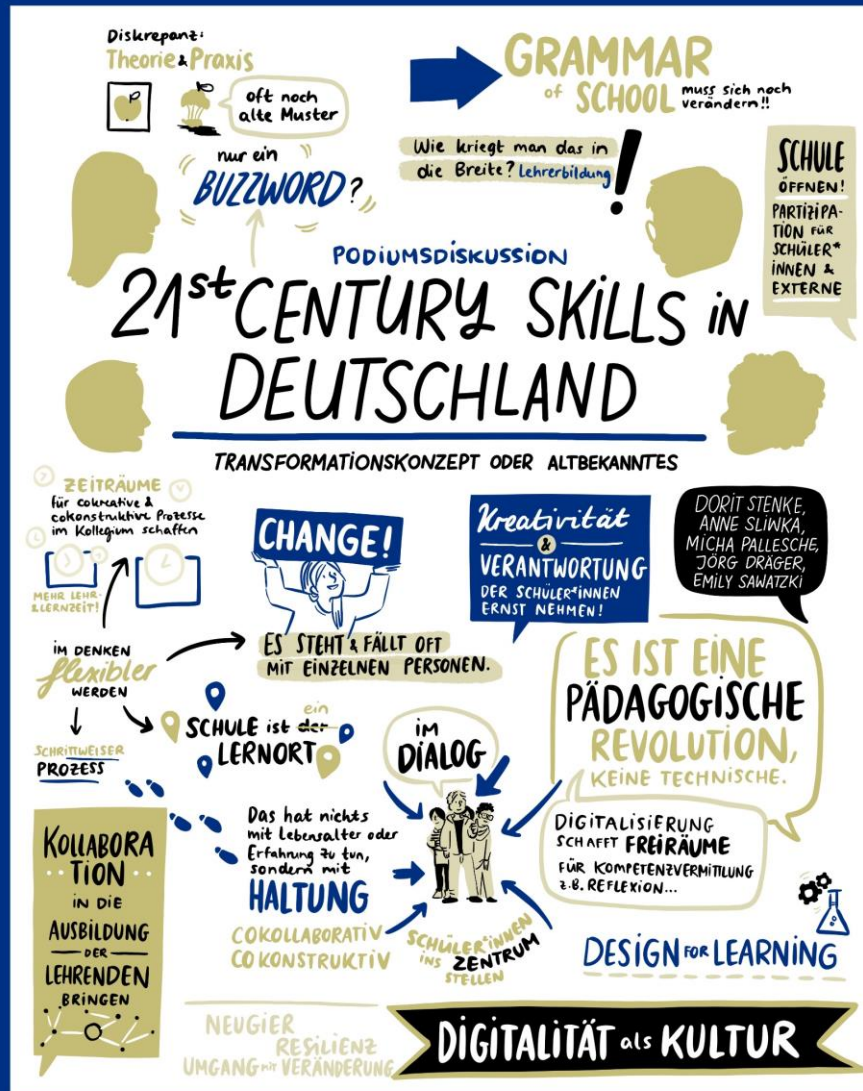 Diskrepanz:
Theorie & Praxis
oft noch
alte Muster
nur ein
BUZZWORD?
GRAMMAR
of SCHOOL muss sich noch
verändern!!
Wie kriegt man das in
die Breite? Lehrerbildung!
SCHULE
ÖFFNEN!
PARTIZIPA-
TION FÜR
SCHÜLER*
INNEN &
EXTERNE
PODIUMSDISKUSSION
21st CENTURY SKILLS in
DEUTSCHLAND
TRANSFORMATIONSKONZEPT ODER ALTBEKANNTES
ZEITRÄUME
für cokreative &
cokonstruktive Prozesse
im Kollegium schaffen
MEHR LEHR-
& LERNZEIT!
CHANGE!
ES STEHT & FÄLLT OFT
MIT EINZELNEN PERSONEN.
Kreativität
&
VERANTWORTUNG
DER SCHÜLER*INNEN
ERNST NEHMEN!
DORIT STENKE,
ANNE SLIWKA,
MICHA PALLESCHE,
JÖRG DRÄGER,
EMILY SAWATZKI
IM DENKEN
flexibler
WERDEN
SCHRITTWEISER
PROZESS
ein
SCHULE ist der
LERNORT
im
DIALOG
ES IST EINE
PÄDAGOGISCHE
REVOLUTION,
KEINE TECHNISCHE.
DIGITALISIERUNG
SCHAFFT FREIRÄUME
FÜR KOMPETENZVERMITTLUNG
z.B. REFLEXION...
KOLLABORA
TION
IN DIE
AUSBILDUNG
DER
LEHRENDEN
BRINGEN
Das hat nichts
mit Lebensalter oder
Erfahrung zu tun,
sondern mit
HALTUNG
COKOLLABORATIV
COKONSTRUKTIV
SCHÜLER*INNEN
INS ZENTRUM
STELLEN
DESIGN FOR LEARNING
NEUGIER
RESILIENZ
UMGANG MIT VERÄNDERUNG
DIGITALITÄT als KULTUR